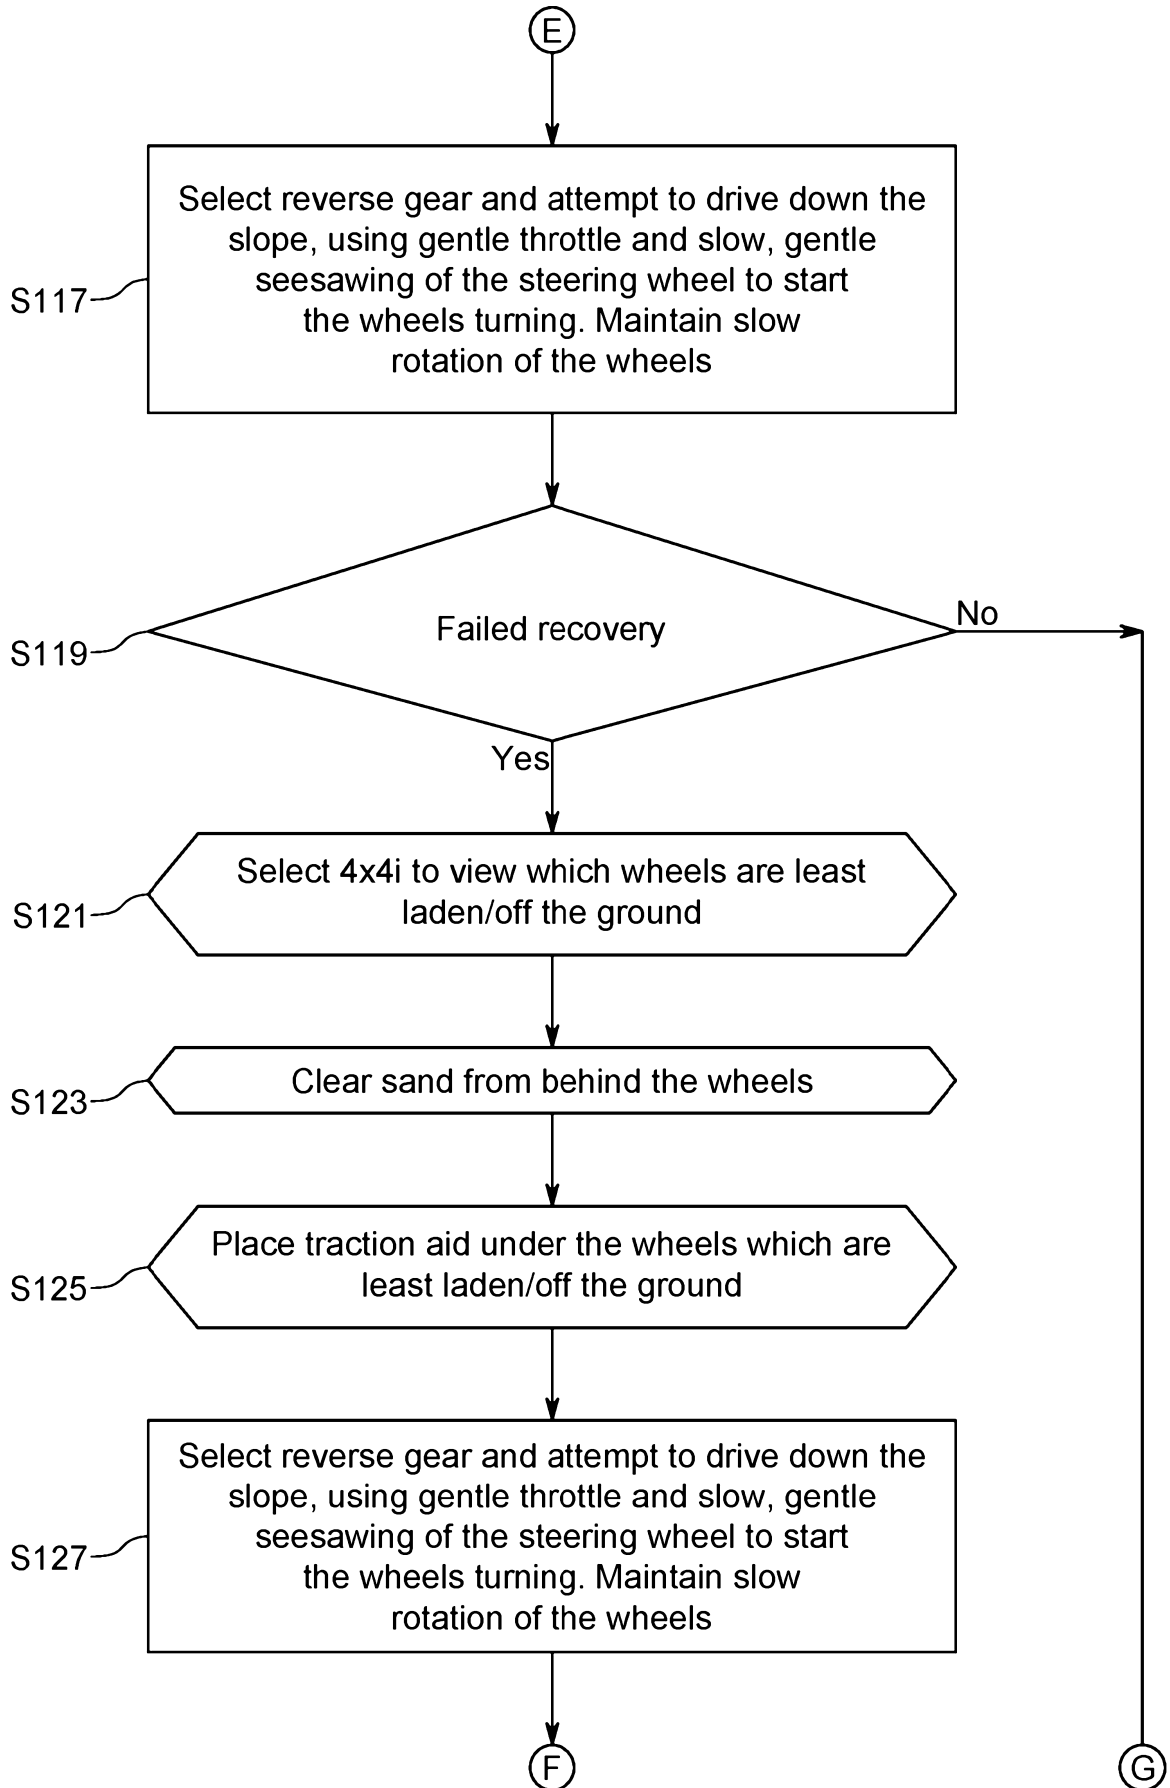 E
Select reverse gear and attempt to drive down the
slope, using gentle throttle and slow, gentle
seesawing of the steering wheel to start
the wheels turning. Maintain slow
rotation of the wheels
S117
Failed recovery
No
S119
Yes
Select 4x4i to view which wheels are least
laden/off the ground
S121
Clear sand from behind the wheels
S123
Place traction aid under the wheels which are
least laden/off the ground
S125
Select reverse gear and attempt to drive down the
slope, using gentle throttle and slow, gentle
seesawing of the steering wheel to start
the wheels turning. Maintain slow
rotation of the wheels
S127
F
G